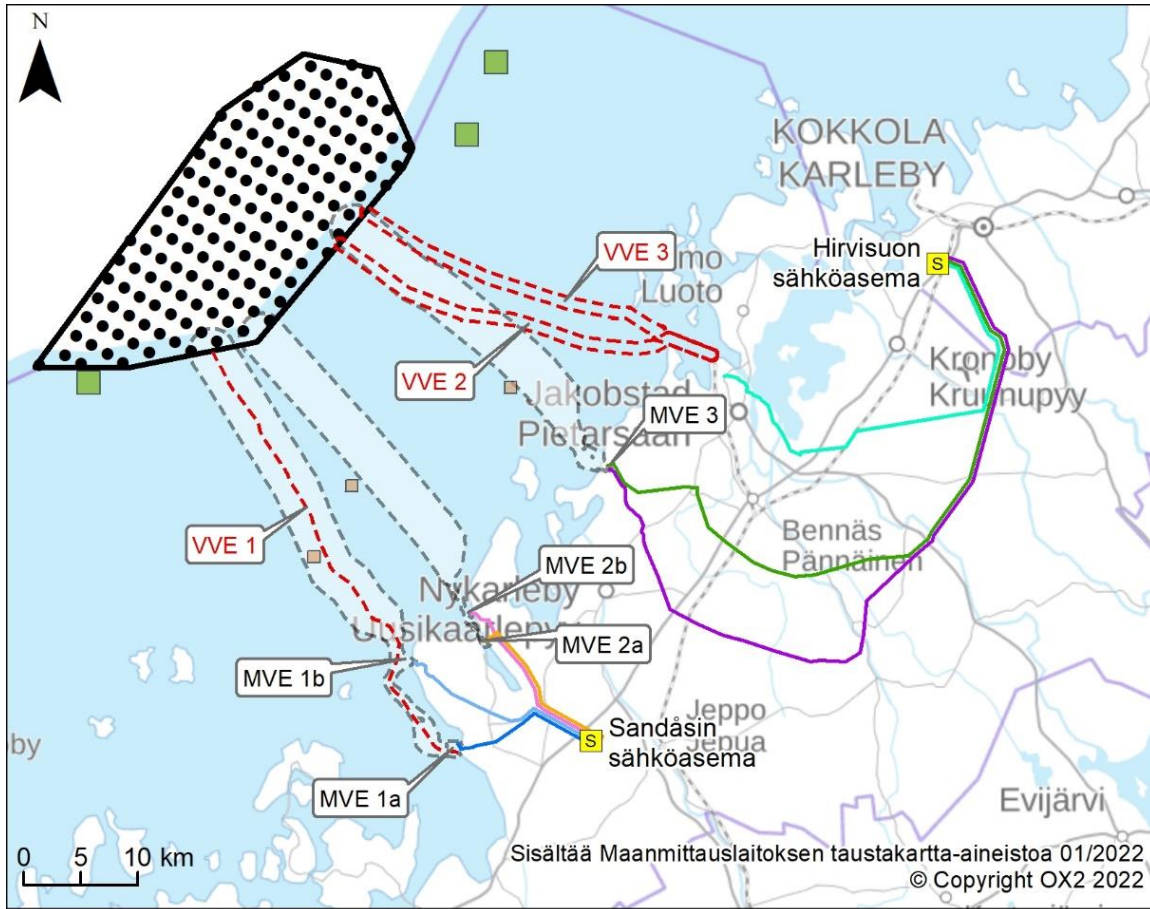 N
KOKKOLA
KARLEBY
Hirvisuon
sähköasema
S
VVE 3
Luoto
Kronoby
Kruunupyy
VVE 2
Jakobstad
Pietarsaari
MVE 3
VVE 1
Bennäs
Pännäinen
MVE 2b
Nykarleby
Uusikaarlepyy
MVE 2a
MVE 1b
Jeppo
Jepua
Sandåsin
sähköasema
S
MVE 1a
Evijärvi
0 5 10 km
Sisältää Maanmittauslaitoksen taustakartta-aineistoa 01/2022
© Copyright OX2 2022